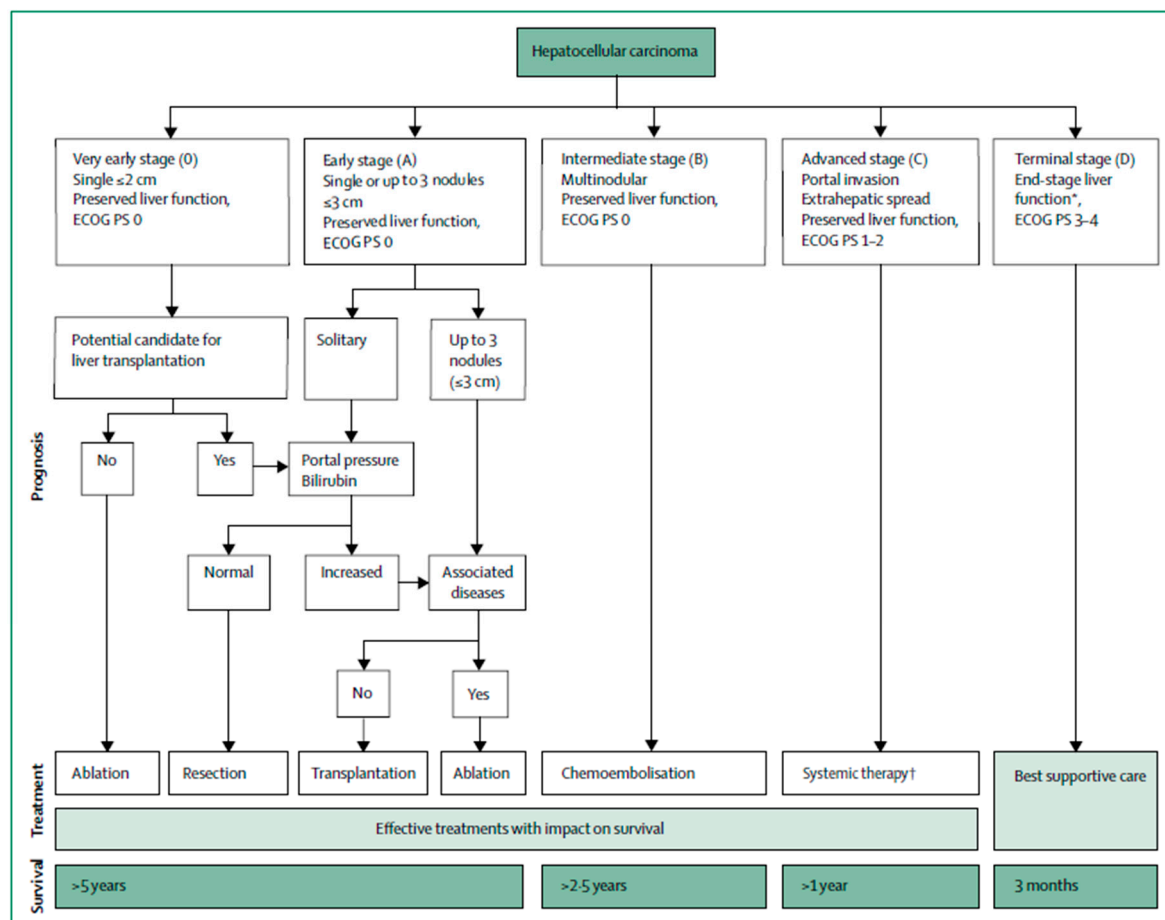 Hepatocellular carcinoma
Very early stage (0)
Single ≤2 cm
Preserved liver function,
ECOG PS 0
Early stage (A)
Single or up to 3 nodules
≤3 cm
Preserved liver function,
ECOG PS 0
Intermediate stage (B)
Multinodular
Preserved liver function,
ECOG PS 0
Advanced stage (C)
Portal invasion
Extrahepatic spread
Preserved liver function,
ECOG PS 1–2
Terminal stage (D)
End-stage liver
function*,
ECOG PS 3–4
Potential candidate for
liver transplantation
Solitary
Up to 3
nodules
(≤3 cm)
Prognosis
No
Yes
Portal pressure
Bilirubin
Normal
Increased
Associated
diseases
No
Yes
Treatment
Ablation
Resection
Transplantation
Ablation
Chemoembolisation
Systemic therapy†
Best supportive care
Effective treatments with impact on survival
Survival
>5 years
>2·5 years
>1 year
3 months